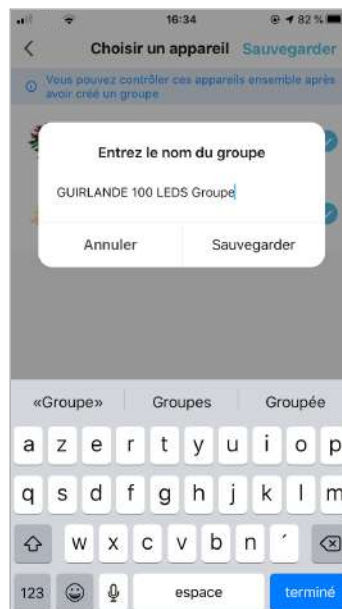 16:34 82 %
Choisir un appareil Sauvegarder
Vous pouvez contrôler ces appareils ensemble après
avoir créé un groupe
Entrez le nom du groupe
GUIRLANDE 100 LEDS Groupe
Annuler Sauvegarder
«Groupe» Groupes Groupée
a z e r t y u i o p
q s d f g h j k l m
w x c v b n ´
123 espace terminé